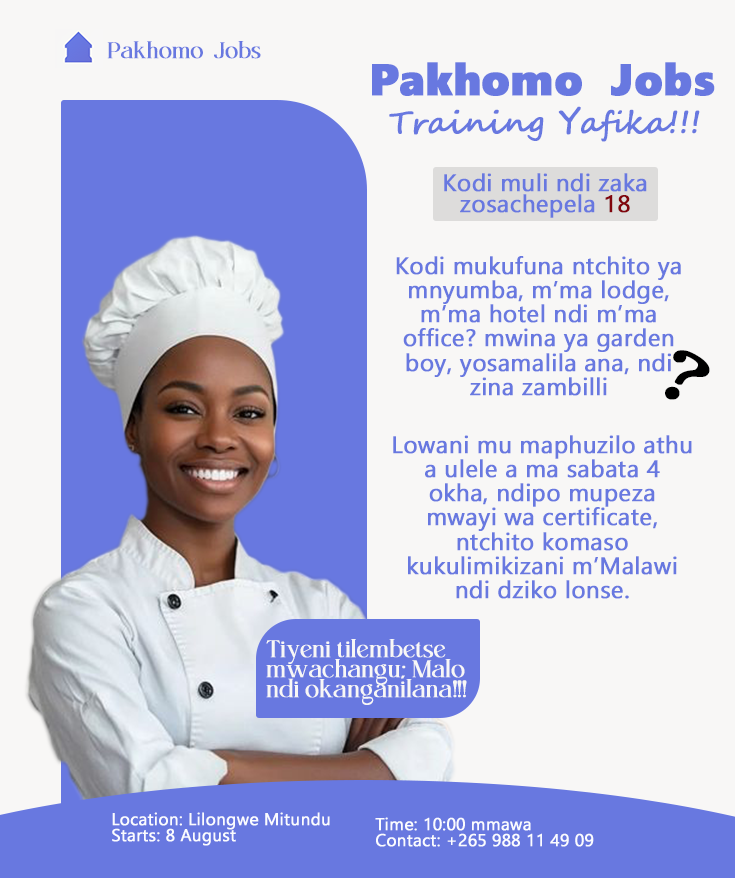 Pakhomo Jobs
Pakhomo Jobs
Training Yafika!!!
Kodi muli ndi zaka
zosachepela 18
Kodi mukufuna ntchito ya
mnyumba, m’ma lodge,
m’ma hotel ndi m’ma
office? mwina ya garden
boy, yosamalila ana, ndi
zina zambilli
?
Lowani mu maphuzilo athu
a ulele a ma sabata 4
okha, ndipo mupeza
mwayi wa certificate,
ntchito komaso
kukulimikizani m’Malawi
ndi dziko lonse.
Tiyeni tilembetse
mwachangu; Malo
ndi okanganilana!!!
Location: Lilongwe Mitundu
Starts: 8 August
Time: 10:00 mmawa
Contact: +265 988 11 49 09